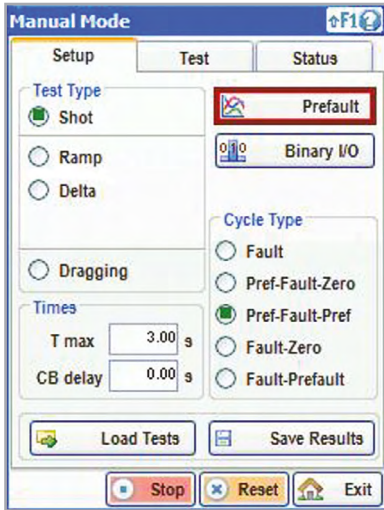 Manual Mode
F1
Setup Test Status
Test Type
Shot
Ramp
Delta
Dragging
Times
T max 3.00 s
CB delay 0.00 s
Prefault
010 Binary I/O
Cycle Type
Fault
Pref-Fault-Zero
Pref-Fault-Pref
Fault-Zero
Fault-Prefault
Load Tests Save Results
Stop Reset Exit